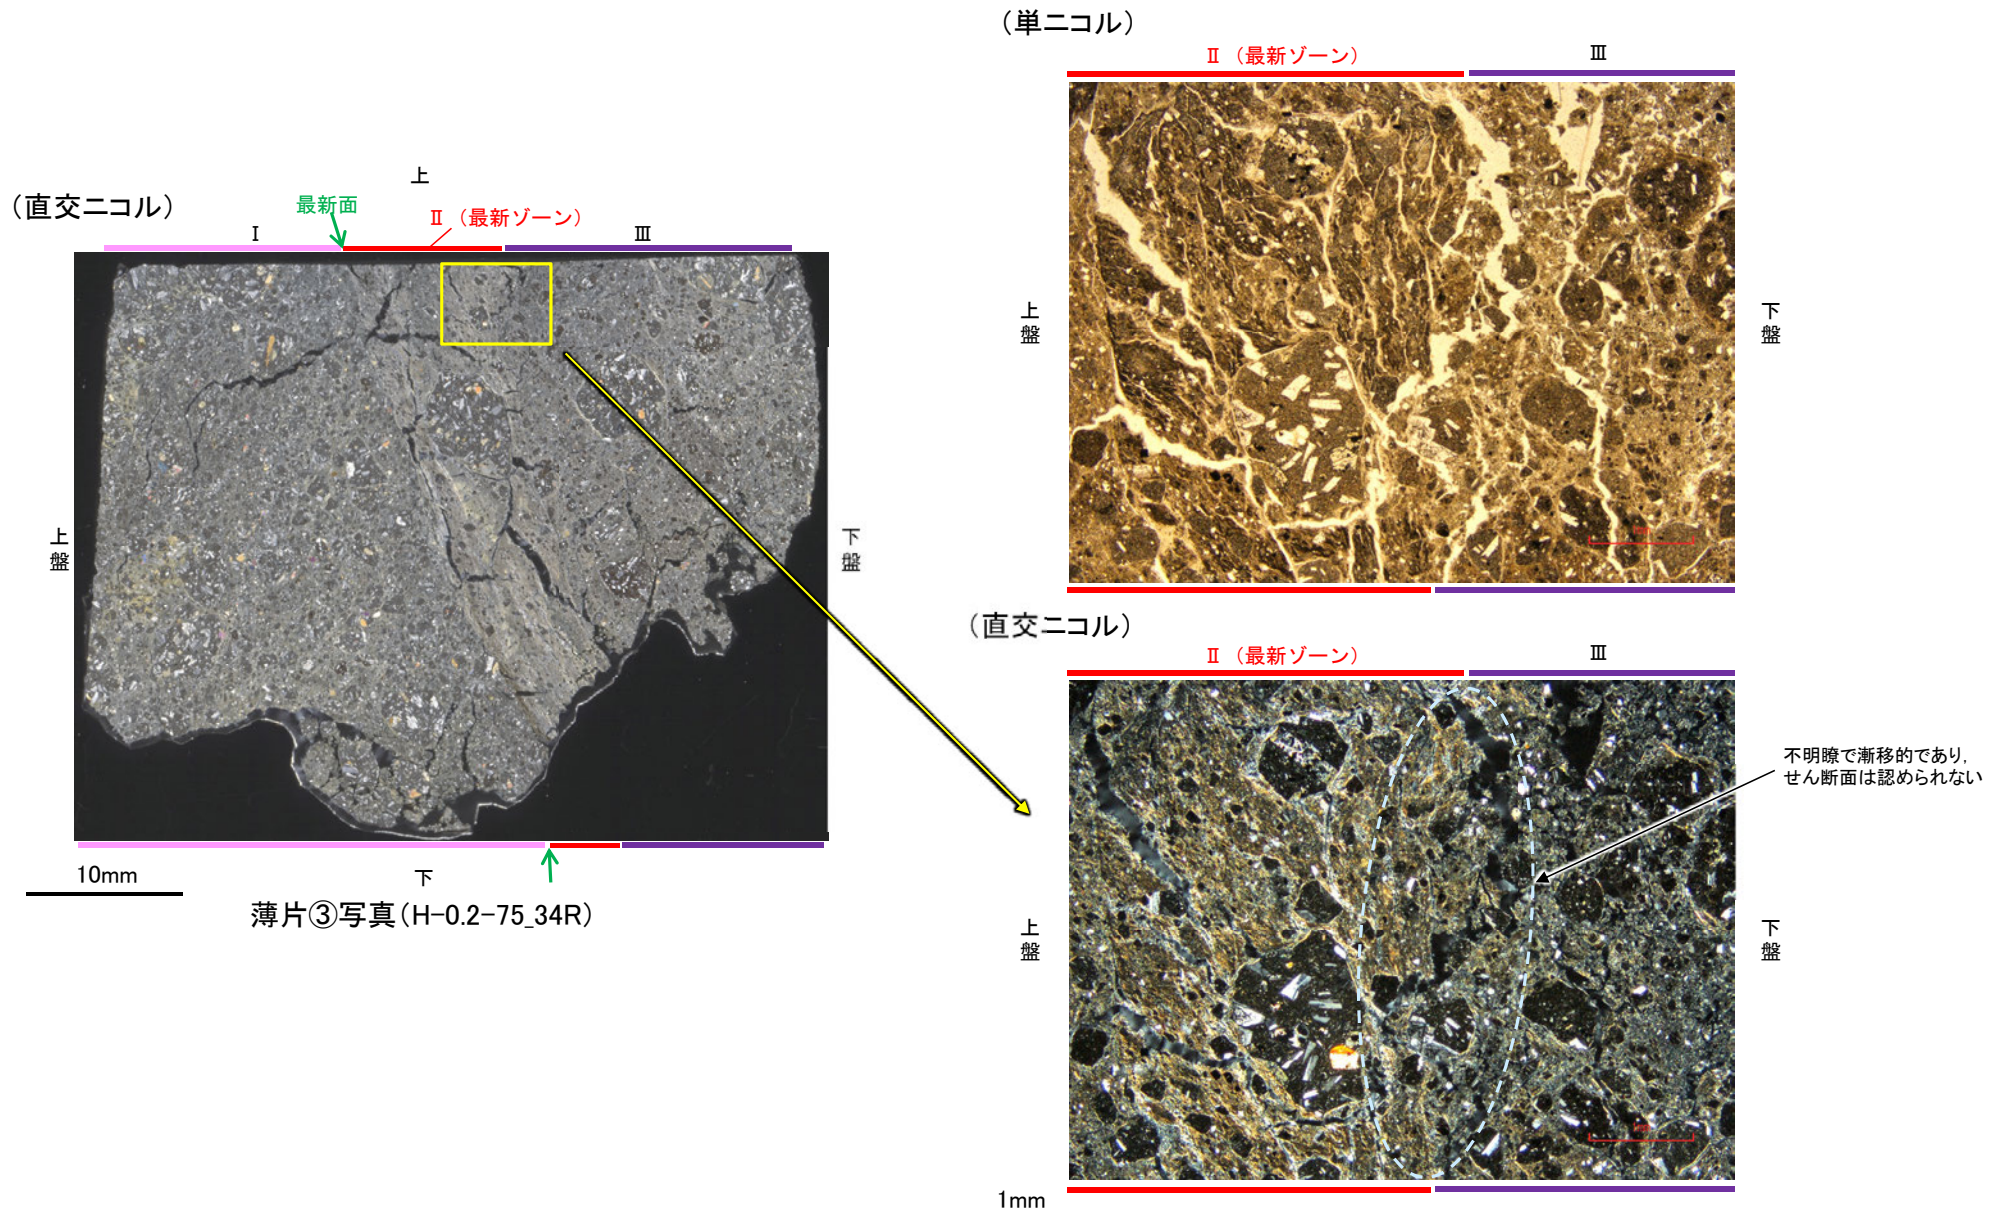 （単ニコル）
Ⅱ（最新ゾーン）
Ⅲ
上
（直交ニコル）
最新面
Ⅱ（最新ゾーン）
Ⅰ
Ⅲ
上盤
下盤
上盤
下盤
（直交ニコル）
Ⅱ（最新ゾーン）
Ⅲ
不明瞭で漸移的であり，
せん断面は認められない
10mm
下
薄片③写真（H-0.2-75_34R）
上盤
下盤
1mm